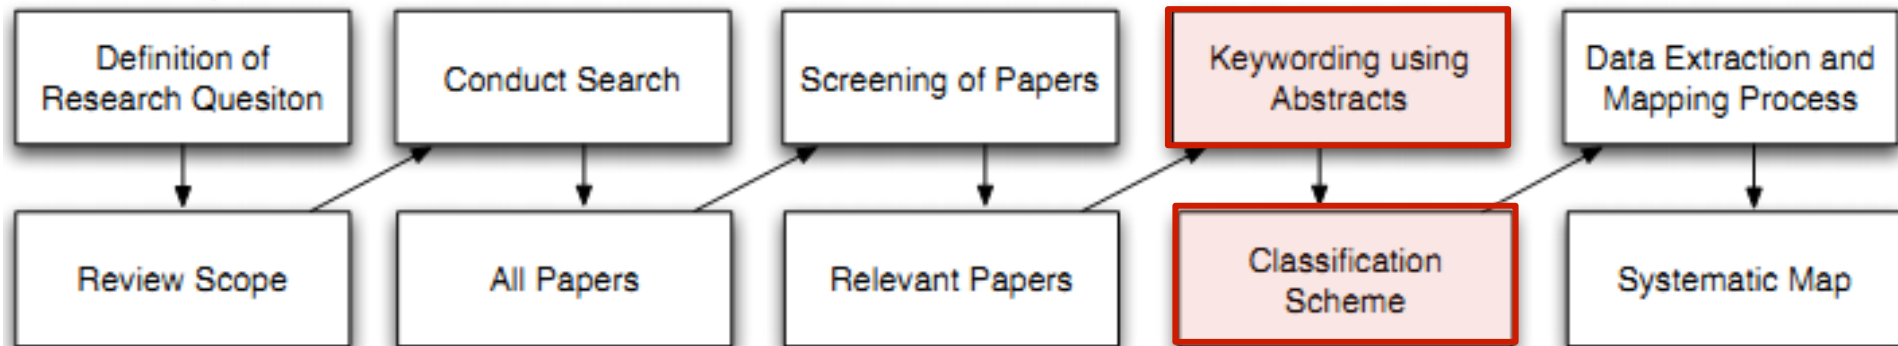 Definition of
Research Quesiton
Conduct Search
Screening of Papers
Keywording using
Abstracts
Data Extraction and
Mapping Process
Review Scope
All Papers
Relevant Papers
Classification
Scheme
Systematic Map